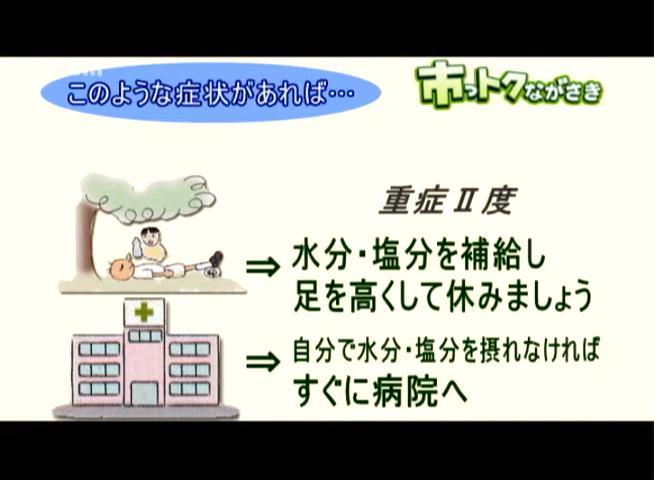 このような症状があれば…
市っトクながさき
重症Ⅱ度
⇒ 水分・塩分を補給し
足を高くして休みましょう
⇒ 自分で水分・塩分を摂れなければ
すぐに病院へ